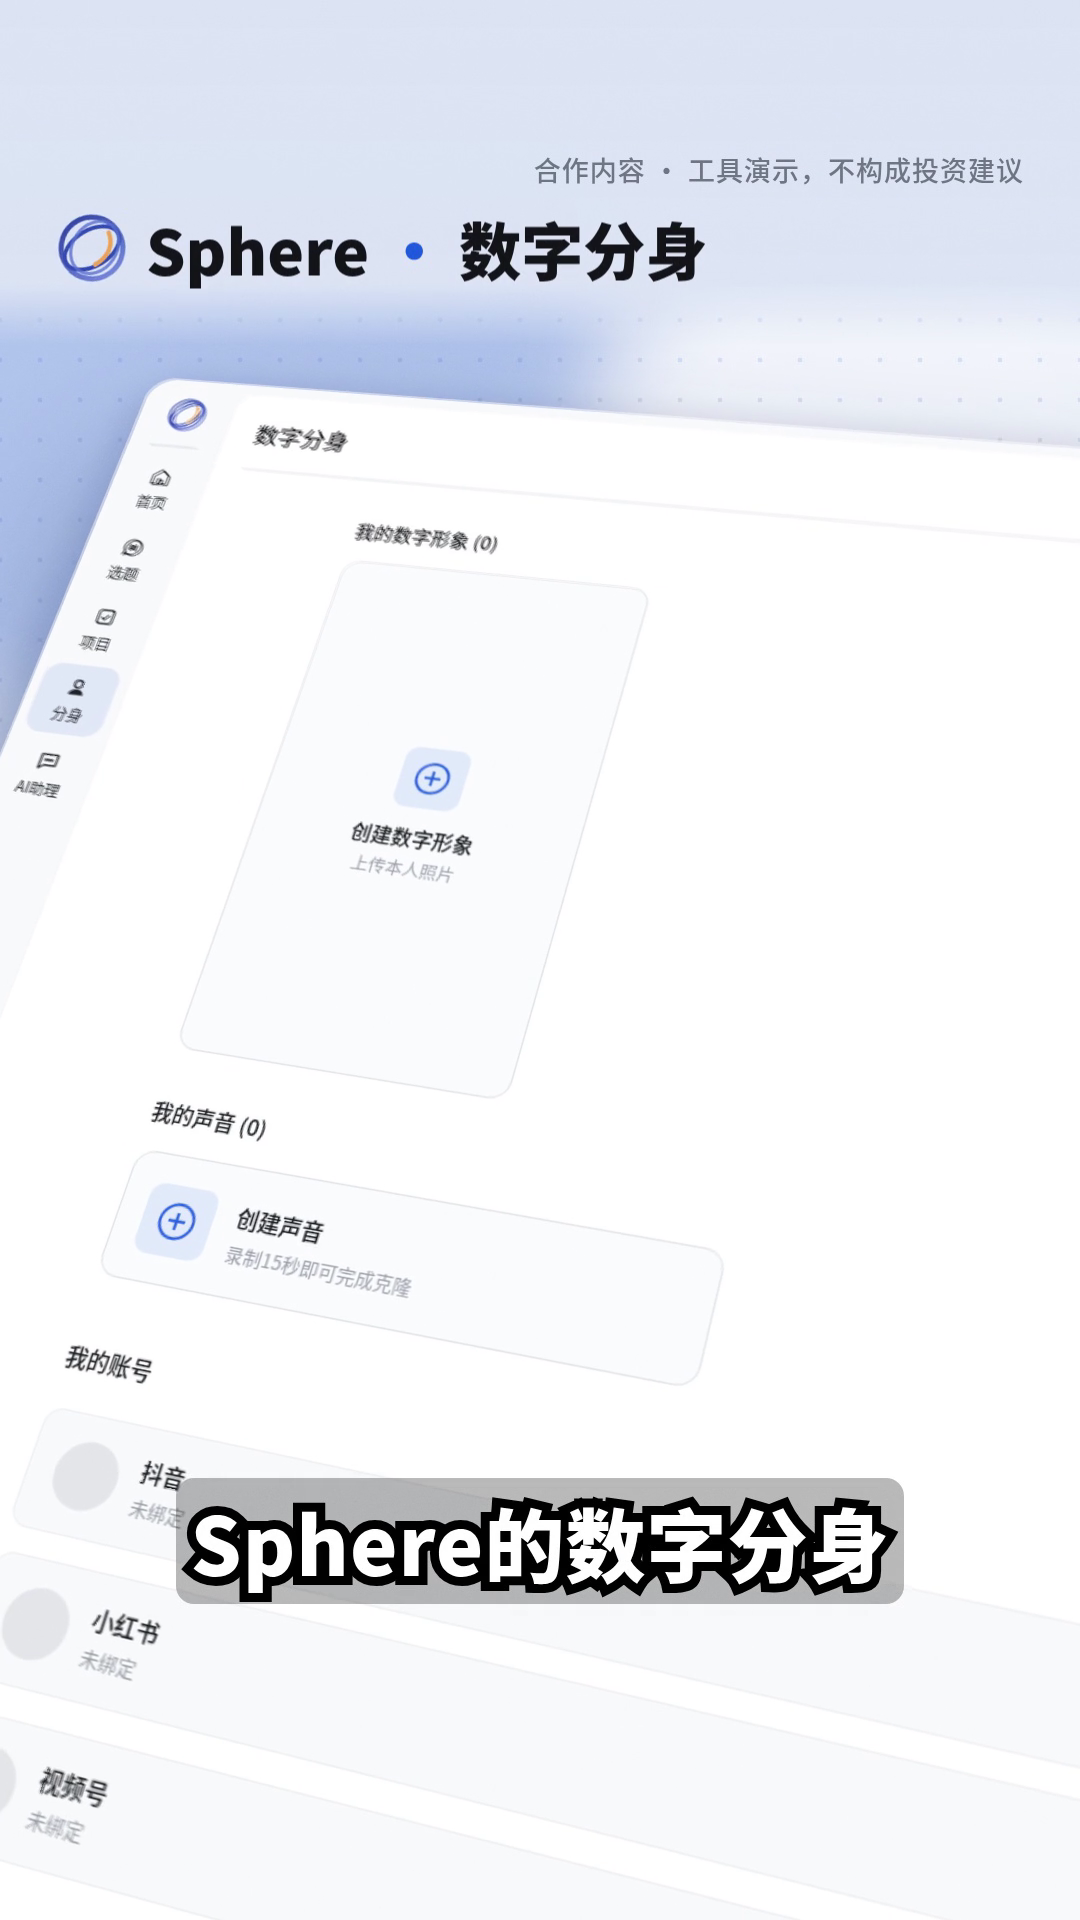 合作内容 · 工具演示，不构成投资建议
Sphere · 数字分身
数字分身
首页
选题
项目
分身
AI助理
我的数字形象 (0)
创建数字形象
上传本人照片
我的声音 (0)
创建声音
录制15秒即可完成克隆
我的账号
抖音
未绑定
Sphere的数字分身
小红书
未绑定
视频号
未绑定